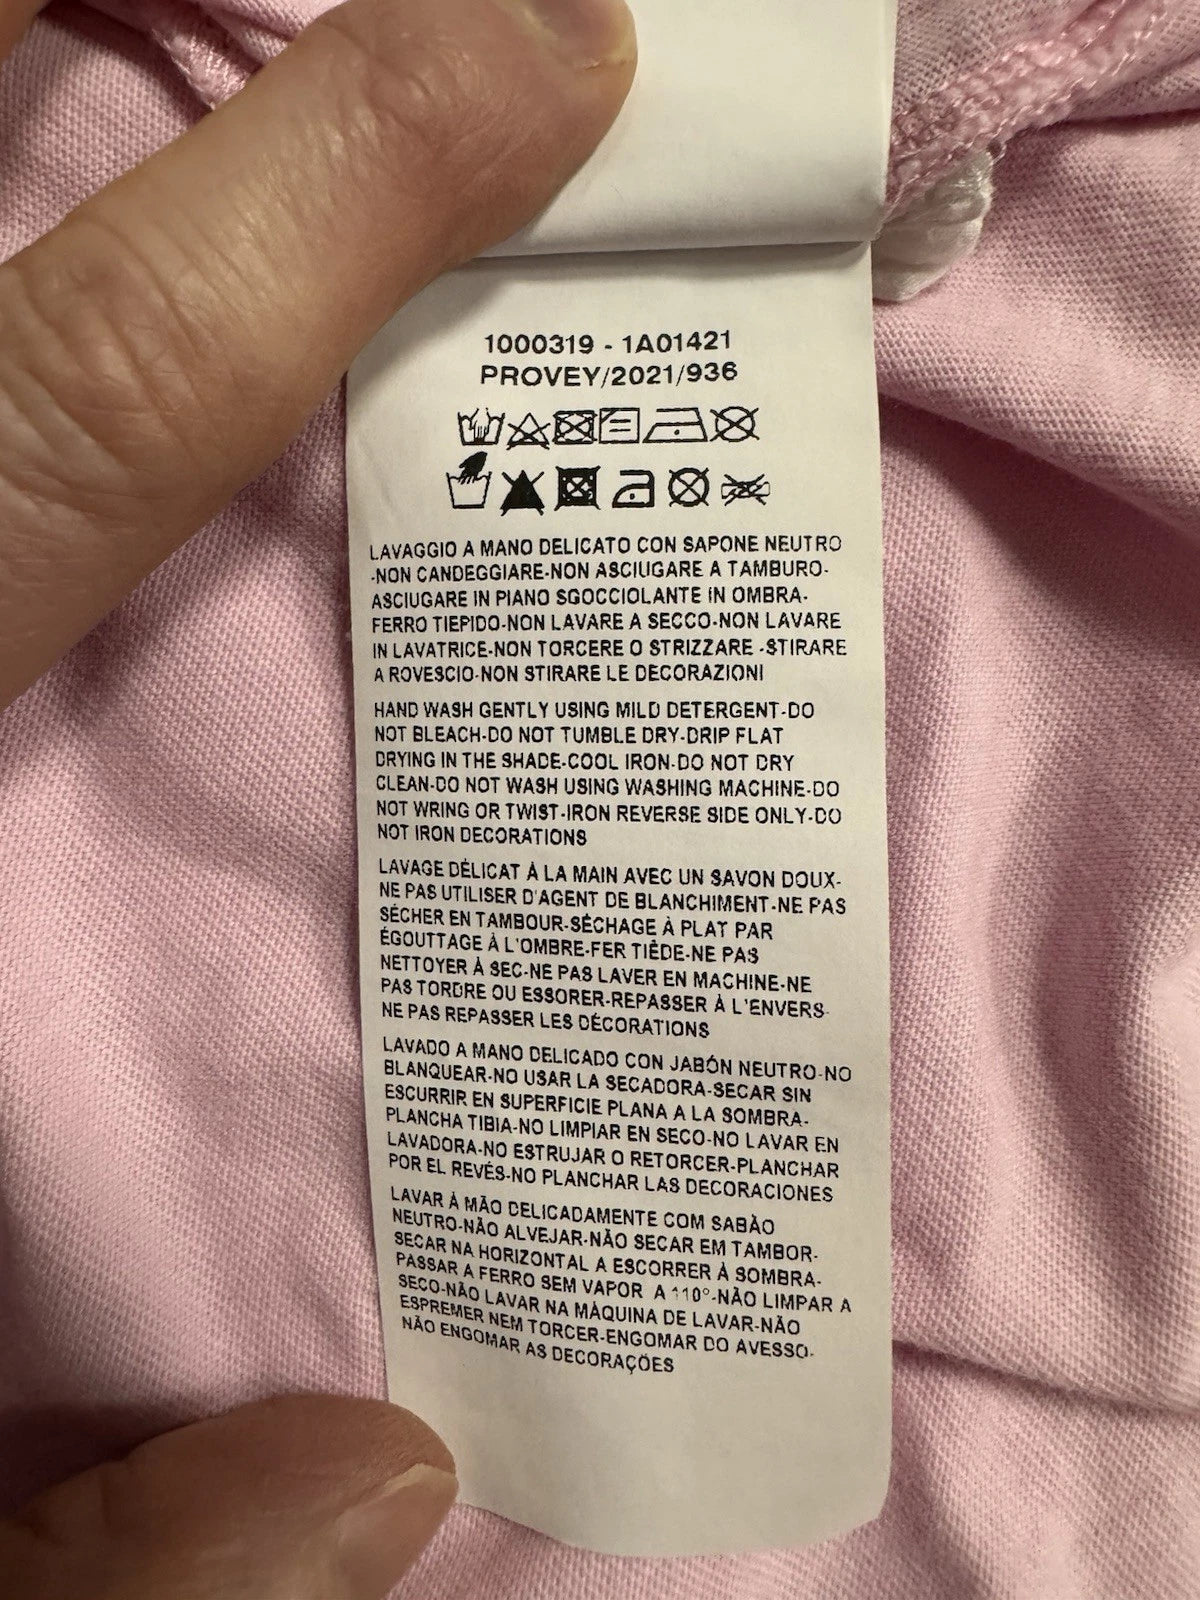 1000319 - 1A01421
PROVEY/2021/936
LAVAGGIO A MANO DELICATO CON SAPONE NEUTRO
-NON CANDEGGIARE-NON ASCIUGARE A TAMBURO-
ASCIUGARE IN PIANO SGOCCIOLANTE IN OMBRA-
FERRO TIEPIDO-NON LAVARE A SECCO-NON LAVARE
IN LAVATRICE-NON TORCERE O STRIZZARE -STIRARE
A ROVESCIO-NON STIRARE LE DECORAZIONI
HAND WASH GENTLY USING MILD DETERGENT-DO
NOT BLEACH-DO NOT TUMBLE DRY-DRIP FLAT
DRYING IN THE SHADE-COOL IRON-DO NOT DRY
CLEAN-DO NOT WASH USING WASHING MACHINE-DO
NOT WRING OR TWIST-IRON REVERSE SIDE ONLY-DO
NOT IRON DECORATIONS
LAVAGE DÉLICAT À LA MAIN AVEC UN SAVON DOUX-
NE PAS UTILISER D'AGENT DE BLANCHIMENT-NE PAS
SÉCHER EN TAMBOUR-SÉCHAGE À PLAT PAR
ÉGOUTTAGE À L'OMBRE-FER TIÈDE-NE PAS
NETTOYER À SEC-NE PAS LAVER EN MACHINE-NE
PAS TORDRE OU ESSORER-REPASSER À L'ENVERS-
NE PAS REPASSER LES DÉCORATIONS
LAVADO A MANO DELICADO CON JABÓN NEUTRO-NO
BLANQUEAR-NO USAR LA SECADORA-SECAR SIN
ESCURRIR EN SUPERFICIE PLANA A LA SOMBRA-
PLANCHA TIBIA-NO LIMPIAR EN SECO-NO LAVAR EN
LAVADORA-NO ESTRUJAR O RETORCER-PLANCHAR
POR EL REVÉS-NO PLANCHAR LAS DECORACIONES
LAVAR À MÃO DELICADAMENTE COM SABÃO
NEUTRO-NÃO ALVEJAR-NÃO SECAR EM TAMBOR-
SECAR NA HORIZONTAL A ESCORRER À SOMBRA-
PASSAR A FERRO SEM VAPOR A 110°-NÃO LIMPAR A
SECO-NÃO LAVAR NA MÁQUINA DE LAVAR-NÃO
ESPREMER NEM TORCER-ENGOMAR DO AVESSO-
NÃO ENGOMAR AS DECORAÇÕES